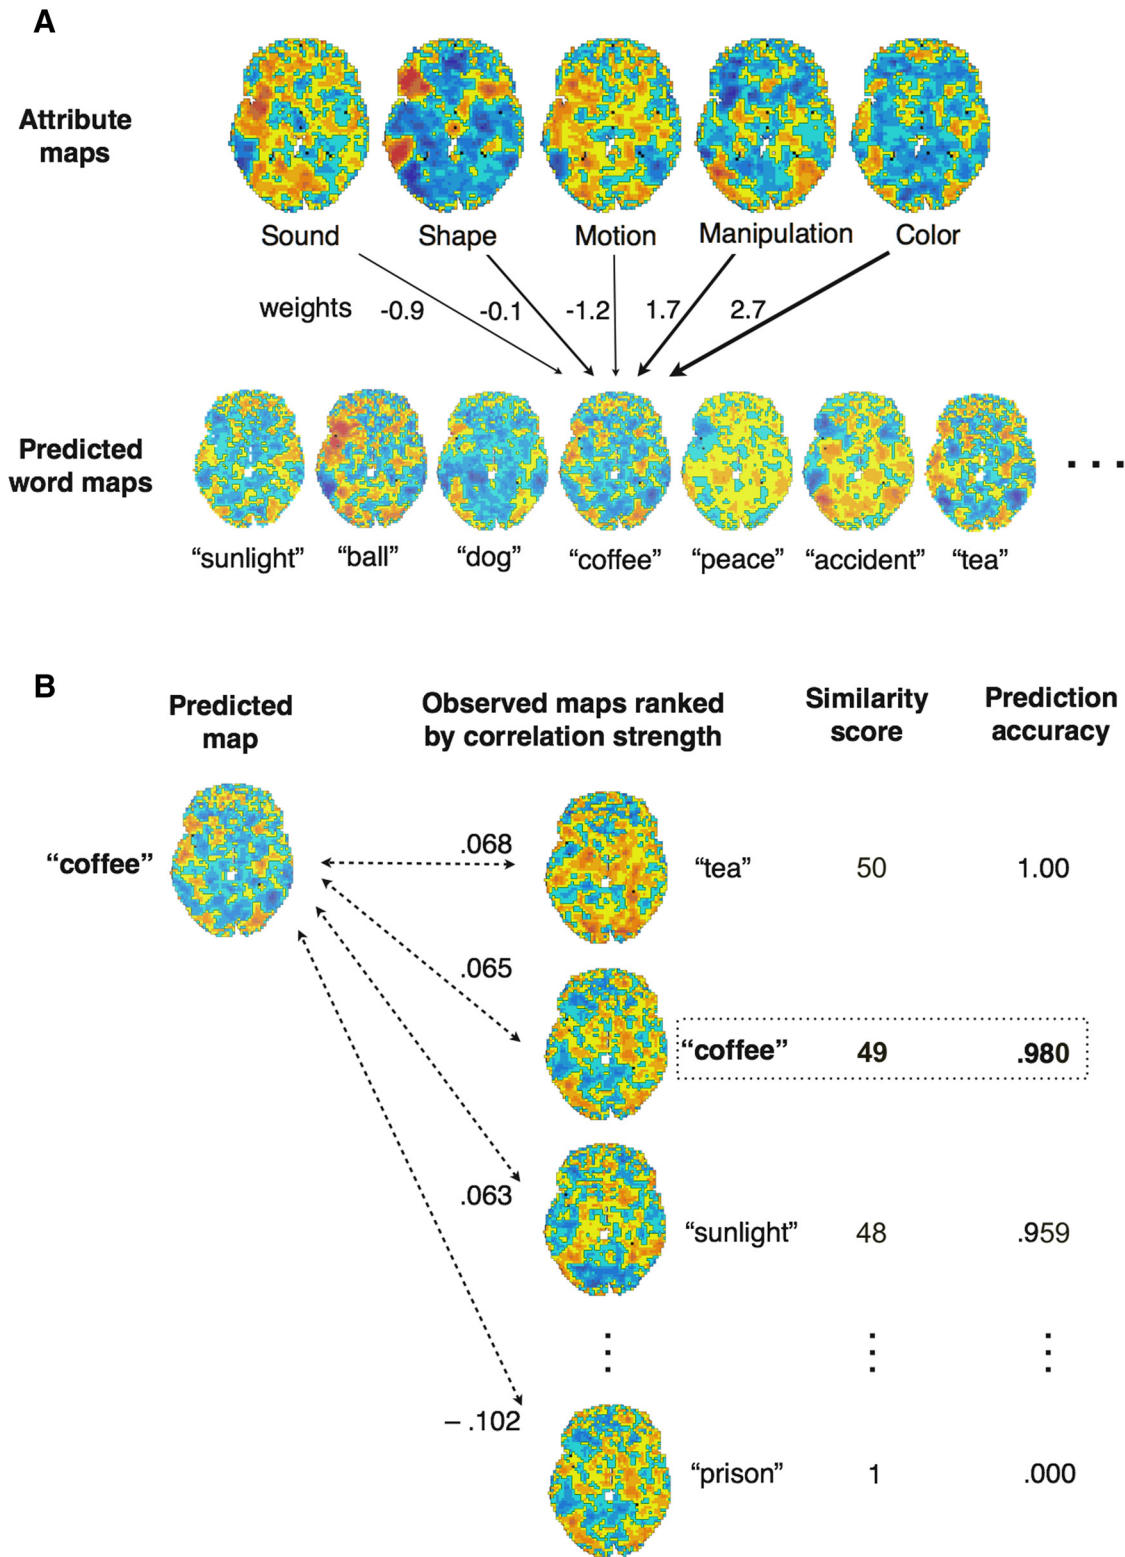 A
Attribute
maps
Sound Shape Motion Manipulation Color
weights -0.9 -0.1 -1.2 1.7 2.7
Predicted
word maps
. . .
“sunlight” “ball” “dog” “coffee” “peace” “accident” “tea”
B
Predicted
map
Observed maps ranked
by correlation strength
Similarity
score
Prediction
accuracy
“coffee”
.068
“tea” 50 1.00
.065
“coffee” 49 .980
.063
“sunlight” 48 .959
– .102
“prison” 1 .000